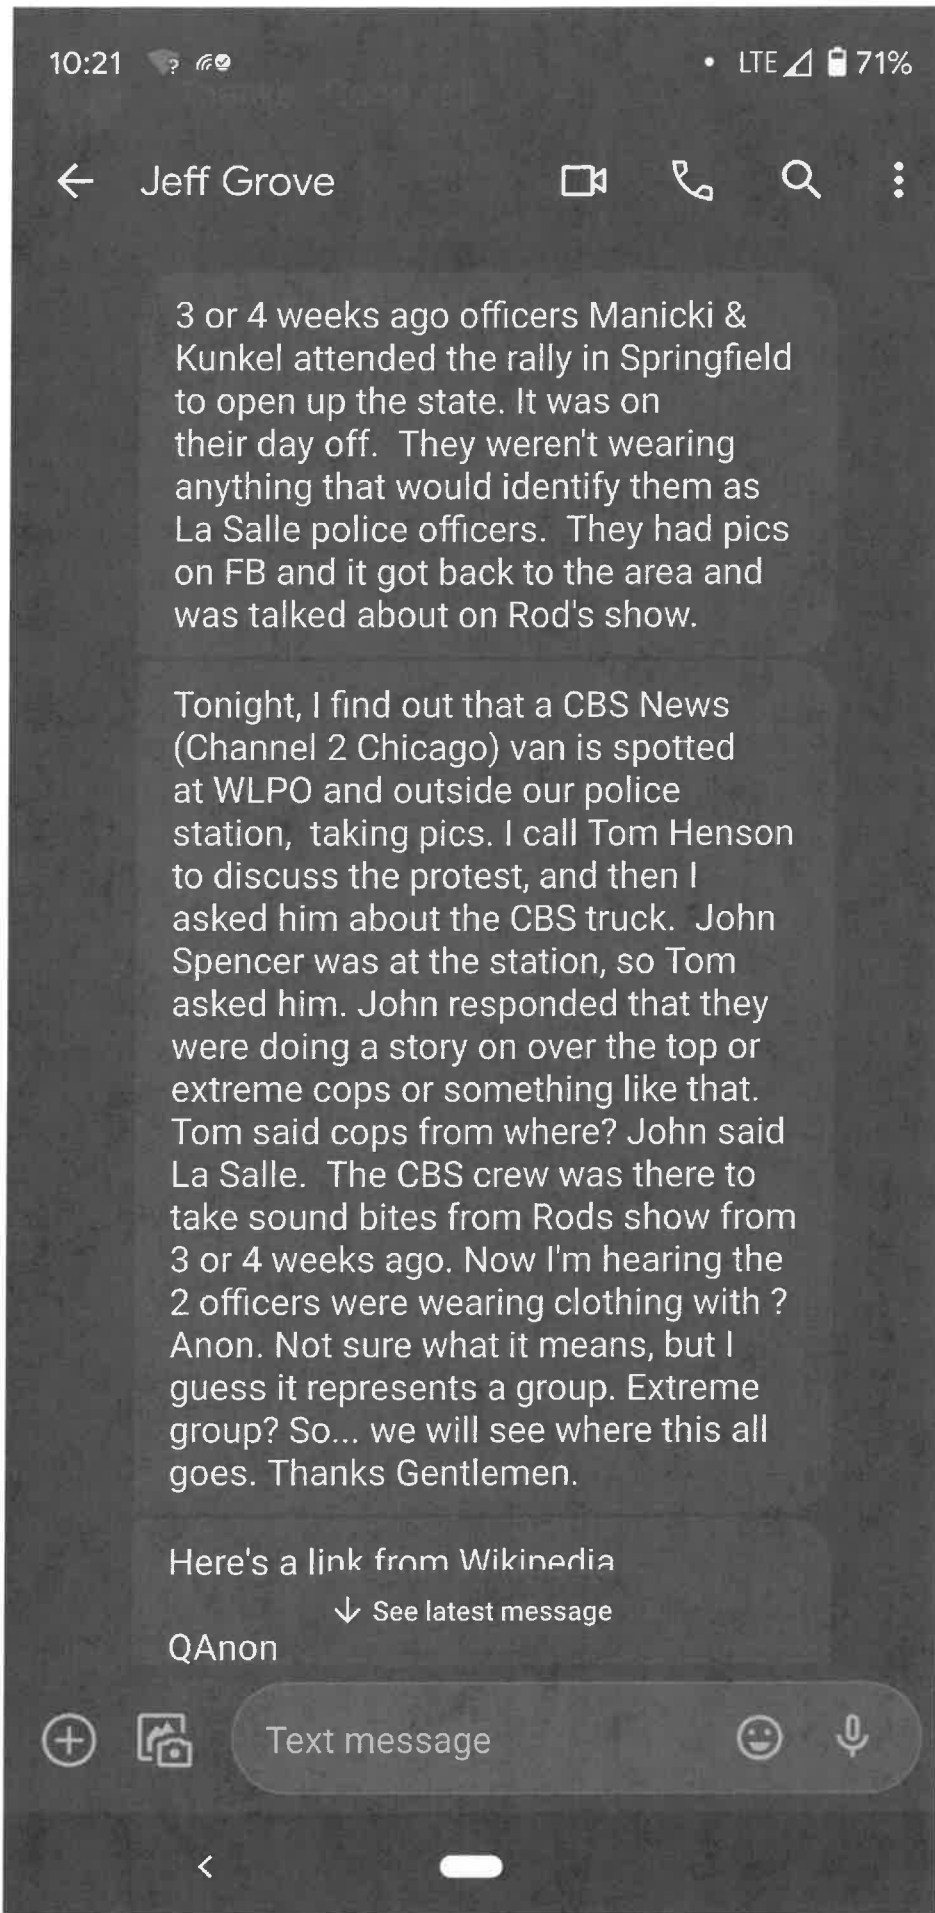 10:21 ? LTE 71%
Jeff Grove
3 or 4 weeks ago officers Manicki &
Kunkel attended the rally in Springfield
to open up the state. It was on
their day off.  They weren't wearing
anything that would identify them as
La Salle police officers.  They had pics
on FB and it got back to the area and
was talked about on Rod's show.
Tonight, I find out that a CBS News
(Channel 2 Chicago) van is spotted
at WLPO and outside our police
station,  taking pics. I call Tom Henson
to discuss the protest, and then I
asked him about the CBS truck.  John
Spencer was at the station, so Tom
asked him. John responded that they
were doing a story on over the top or
extreme cops or something like that.
Tom said cops from where? John said
La Salle.  The CBS crew was there to
take sound bites from Rods show from
3 or 4 weeks ago. Now I'm hearing the
2 officers were wearing clothing with ?
Anon. Not sure what it means, but I
guess it represents a group. Extreme
group? So... we will see where this all
goes. Thanks Gentlemen.
Here's a link from Wikipedia
See latest message
QAnon
Text message